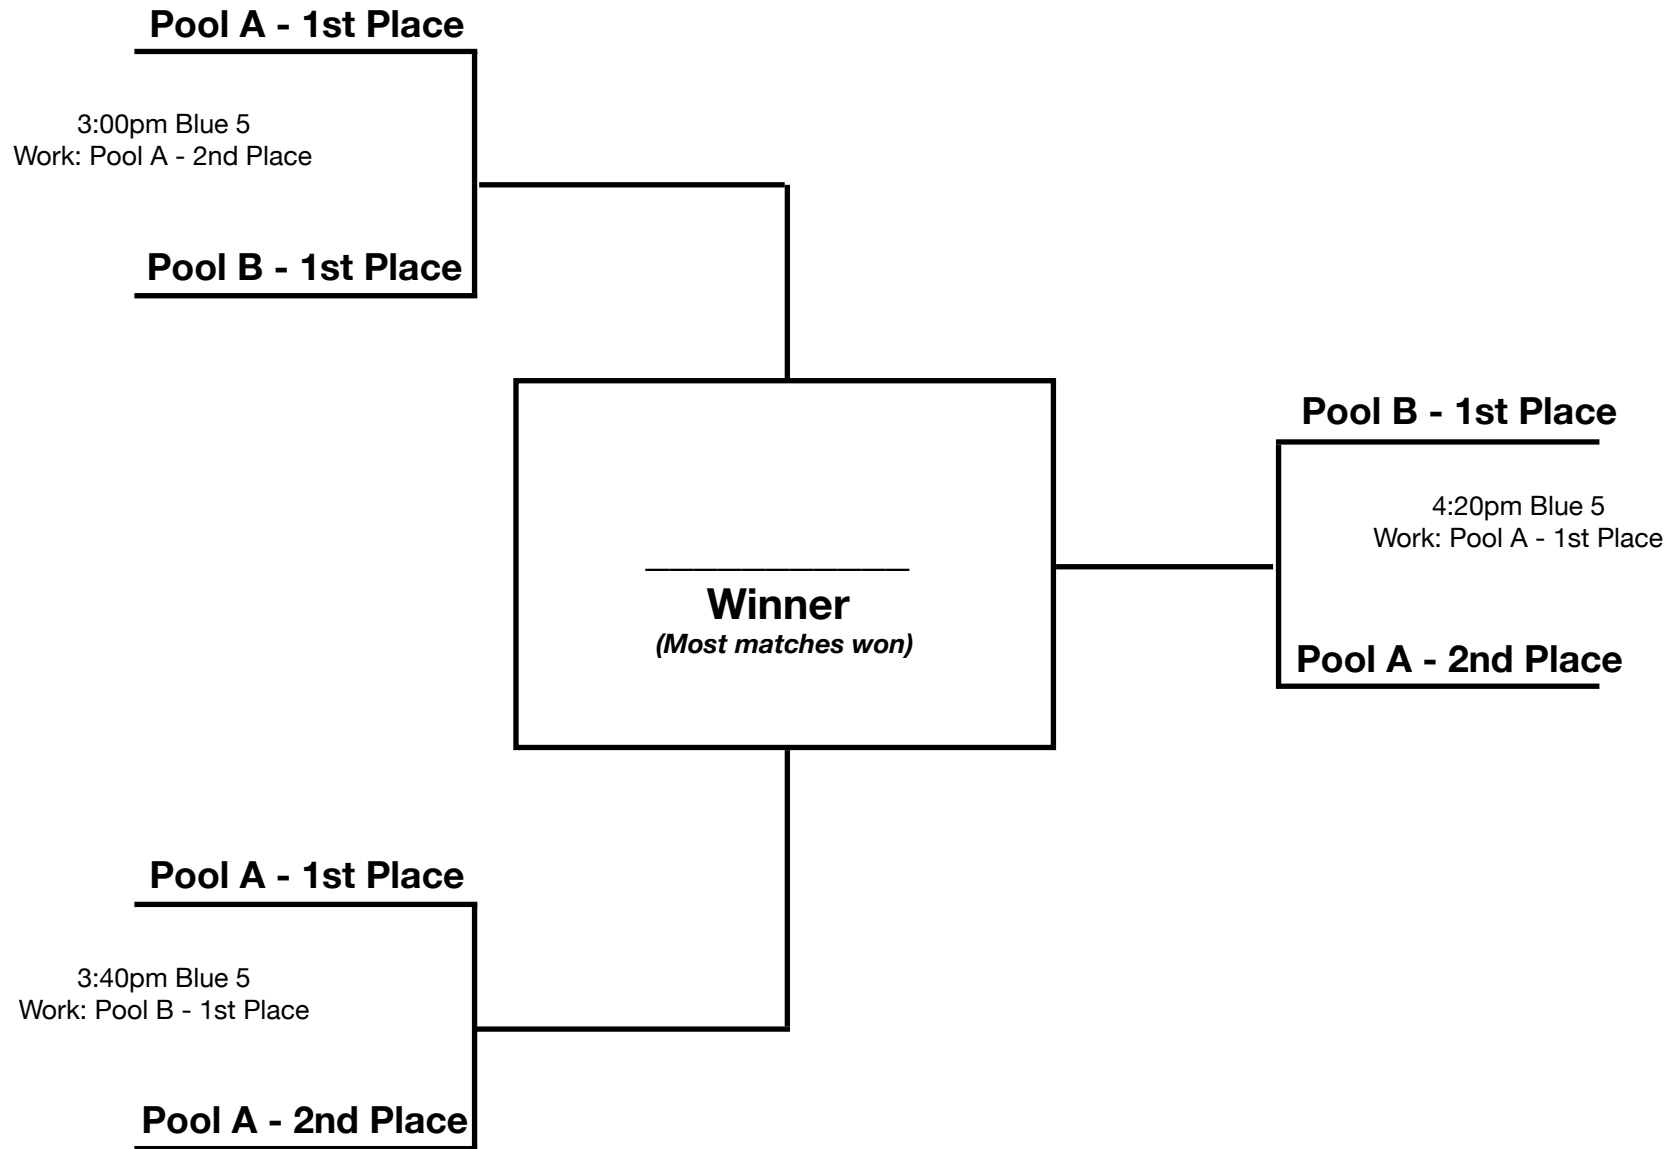 Pool A - 1st Place
3:00pm Blue 5
Work: Pool A - 2nd Place
Pool B - 1st Place
Pool B - 1st Place
4:20pm Blue 5
Work: Pool A - 1st Place
Winner
(Most matches won)
Pool A - 2nd Place
Pool A - 1st Place
3:40pm Blue 5
Work: Pool B - 1st Place
Pool A - 2nd Place